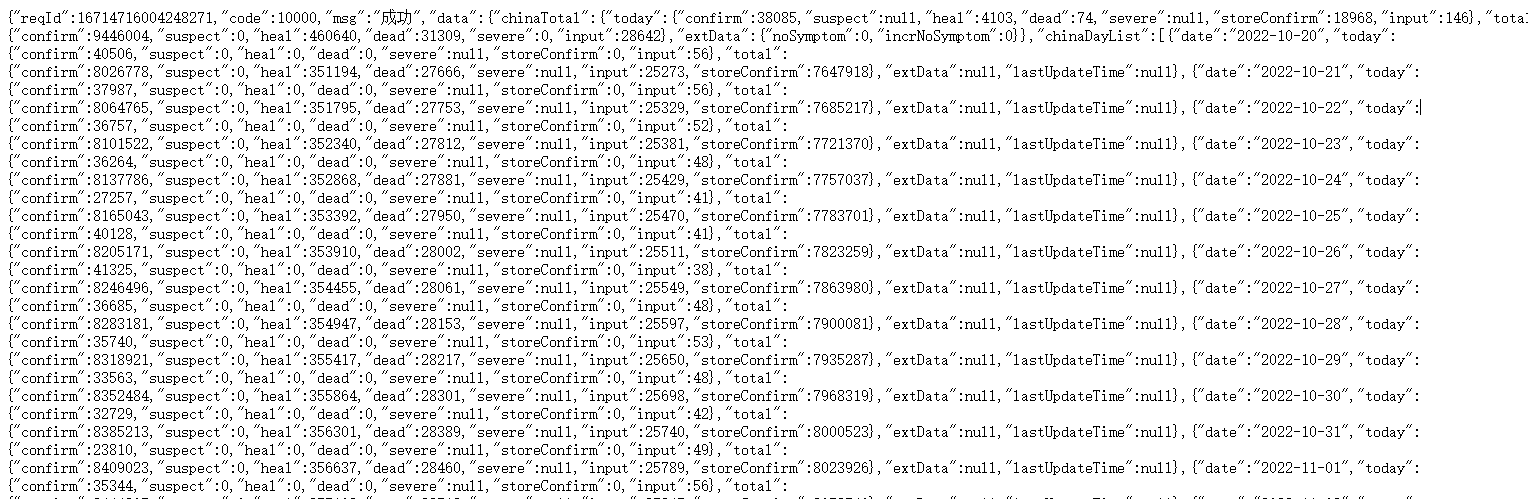 {"reqId":16714716004248271,"code":10000,"msg":"成功","data":{"chinaTotal":{"today":{"confirm":38085,"suspect":null,"heal":4103,"dead":74,"severe":null,"storeConfirm":18968,"input":146},"total
{"confirm":9446004,"suspect":0,"heal":460640,"dead":31309,"severe":0,"input":28642},"extData":{"noSymptom":0,"incrNoSymptom":0}},"chinaDayList":[{"date":"2022-10-20","today":
{"confirm":40506,"suspect":0,"heal":0,"dead":0,"severe":null,"storeConfirm":0,"input":56},"total":
{"confirm":8026778,"suspect":0,"heal":351194,"dead":27666,"severe":null,"input":25273,"storeConfirm":7647918},"extData":null,"lastUpdateTime":null},{"date":"2022-10-21","today":
{"confirm":37987,"suspect":0,"heal":0,"dead":0,"severe":null,"storeConfirm":0,"input":56},"total":
{"confirm":8064765,"suspect":0,"heal":351795,"dead":27753,"severe":null,"input":25329,"storeConfirm":7685217},"extData":null,"lastUpdateTime":null},{"date":"2022-10-22","today":
{"confirm":36757,"suspect":0,"heal":0,"dead":0,"severe":null,"storeConfirm":0,"input":52},"total":
{"confirm":8101522,"suspect":0,"heal":352340,"dead":27812,"severe":null,"input":25381,"storeConfirm":7721370},"extData":null,"lastUpdateTime":null},{"date":"2022-10-23","today":
{"confirm":36264,"suspect":0,"heal":0,"dead":0,"severe":null,"storeConfirm":0,"input":48},"total":
{"confirm":8137786,"suspect":0,"heal":352868,"dead":27881,"severe":null,"input":25429,"storeConfirm":7757037},"extData":null,"lastUpdateTime":null},{"date":"2022-10-24","today":
{"confirm":27257,"suspect":0,"heal":0,"dead":0,"severe":null,"storeConfirm":0,"input":41},"total":
{"confirm":8165043,"suspect":0,"heal":353392,"dead":27950,"severe":null,"input":25470,"storeConfirm":7783701},"extData":null,"lastUpdateTime":null},{"date":"2022-10-25","today":
{"confirm":40128,"suspect":0,"heal":0,"dead":0,"severe":null,"storeConfirm":0,"input":41},"total":
{"confirm":8205171,"suspect":0,"heal":353910,"dead":28002,"severe":null,"input":25511,"storeConfirm":7823259},"extData":null,"lastUpdateTime":null},{"date":"2022-10-26","today":
{"confirm":41325,"suspect":0,"heal":0,"dead":0,"severe":null,"storeConfirm":0,"input":38},"total":
{"confirm":8246496,"suspect":0,"heal":354455,"dead":28061,"severe":null,"input":25549,"storeConfirm":7863980},"extData":null,"lastUpdateTime":null},{"date":"2022-10-27","today":
{"confirm":36685,"suspect":0,"heal":0,"dead":0,"severe":null,"storeConfirm":0,"input":48},"total":
{"confirm":8283181,"suspect":0,"heal":354947,"dead":28153,"severe":null,"input":25597,"storeConfirm":7900081},"extData":null,"lastUpdateTime":null},{"date":"2022-10-28","today":
{"confirm":35740,"suspect":0,"heal":0,"dead":0,"severe":null,"storeConfirm":0,"input":53},"total":
{"confirm":8318921,"suspect":0,"heal":355417,"dead":28217,"severe":null,"input":25650,"storeConfirm":7935287},"extData":null,"lastUpdateTime":null},{"date":"2022-10-29","today":
{"confirm":33563,"suspect":0,"heal":0,"dead":0,"severe":null,"storeConfirm":0,"input":48},"total":
{"confirm":8352484,"suspect":0,"heal":355864,"dead":28301,"severe":null,"input":25698,"storeConfirm":7968319},"extData":null,"lastUpdateTime":null},{"date":"2022-10-30","today":
{"confirm":32729,"suspect":0,"heal":0,"dead":0,"severe":null,"storeConfirm":0,"input":42},"total":
{"confirm":8385213,"suspect":0,"heal":356301,"dead":28389,"severe":null,"input":25740,"storeConfirm":8000523},"extData":null,"lastUpdateTime":null},{"date":"2022-10-31","today":
{"confirm":23810,"suspect":0,"heal":0,"dead":0,"severe":null,"storeConfirm":0,"input":49},"total":
{"confirm":8409023,"suspect":0,"heal":356637,"dead":28460,"severe":null,"input":25789,"storeConfirm":8023926},"extData":null,"lastUpdateTime":null},{"date":"2022-11-01","today":
{"confirm":35344,"suspect":0,"heal":0,"dead":0,"severe":null,"storeConfirm":0,"input":56},"total":